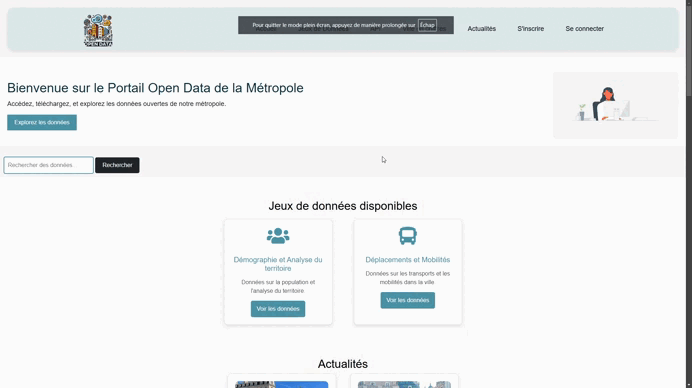 OPEN DATA
Pour quitter le mode plein écran, appuyez de manière prolongée sur Échap
Actualités
S'inscrire
Se connecter
Bienvenue sur le Portail Open Data de la Métropole
Accédez, téléchargez, et explorez les données ouvertes de notre métropole.
Explorez les données
Rechercher des données
Rechercher
Jeux de données disponibles
Démographie et Analyse du
territoire
Données sur la population et
l'analyse du territoire
Voir les données
Déplacements et Mobilités
Données sur les transports et les
mobilités dans la ville
Voir les données
Actualités